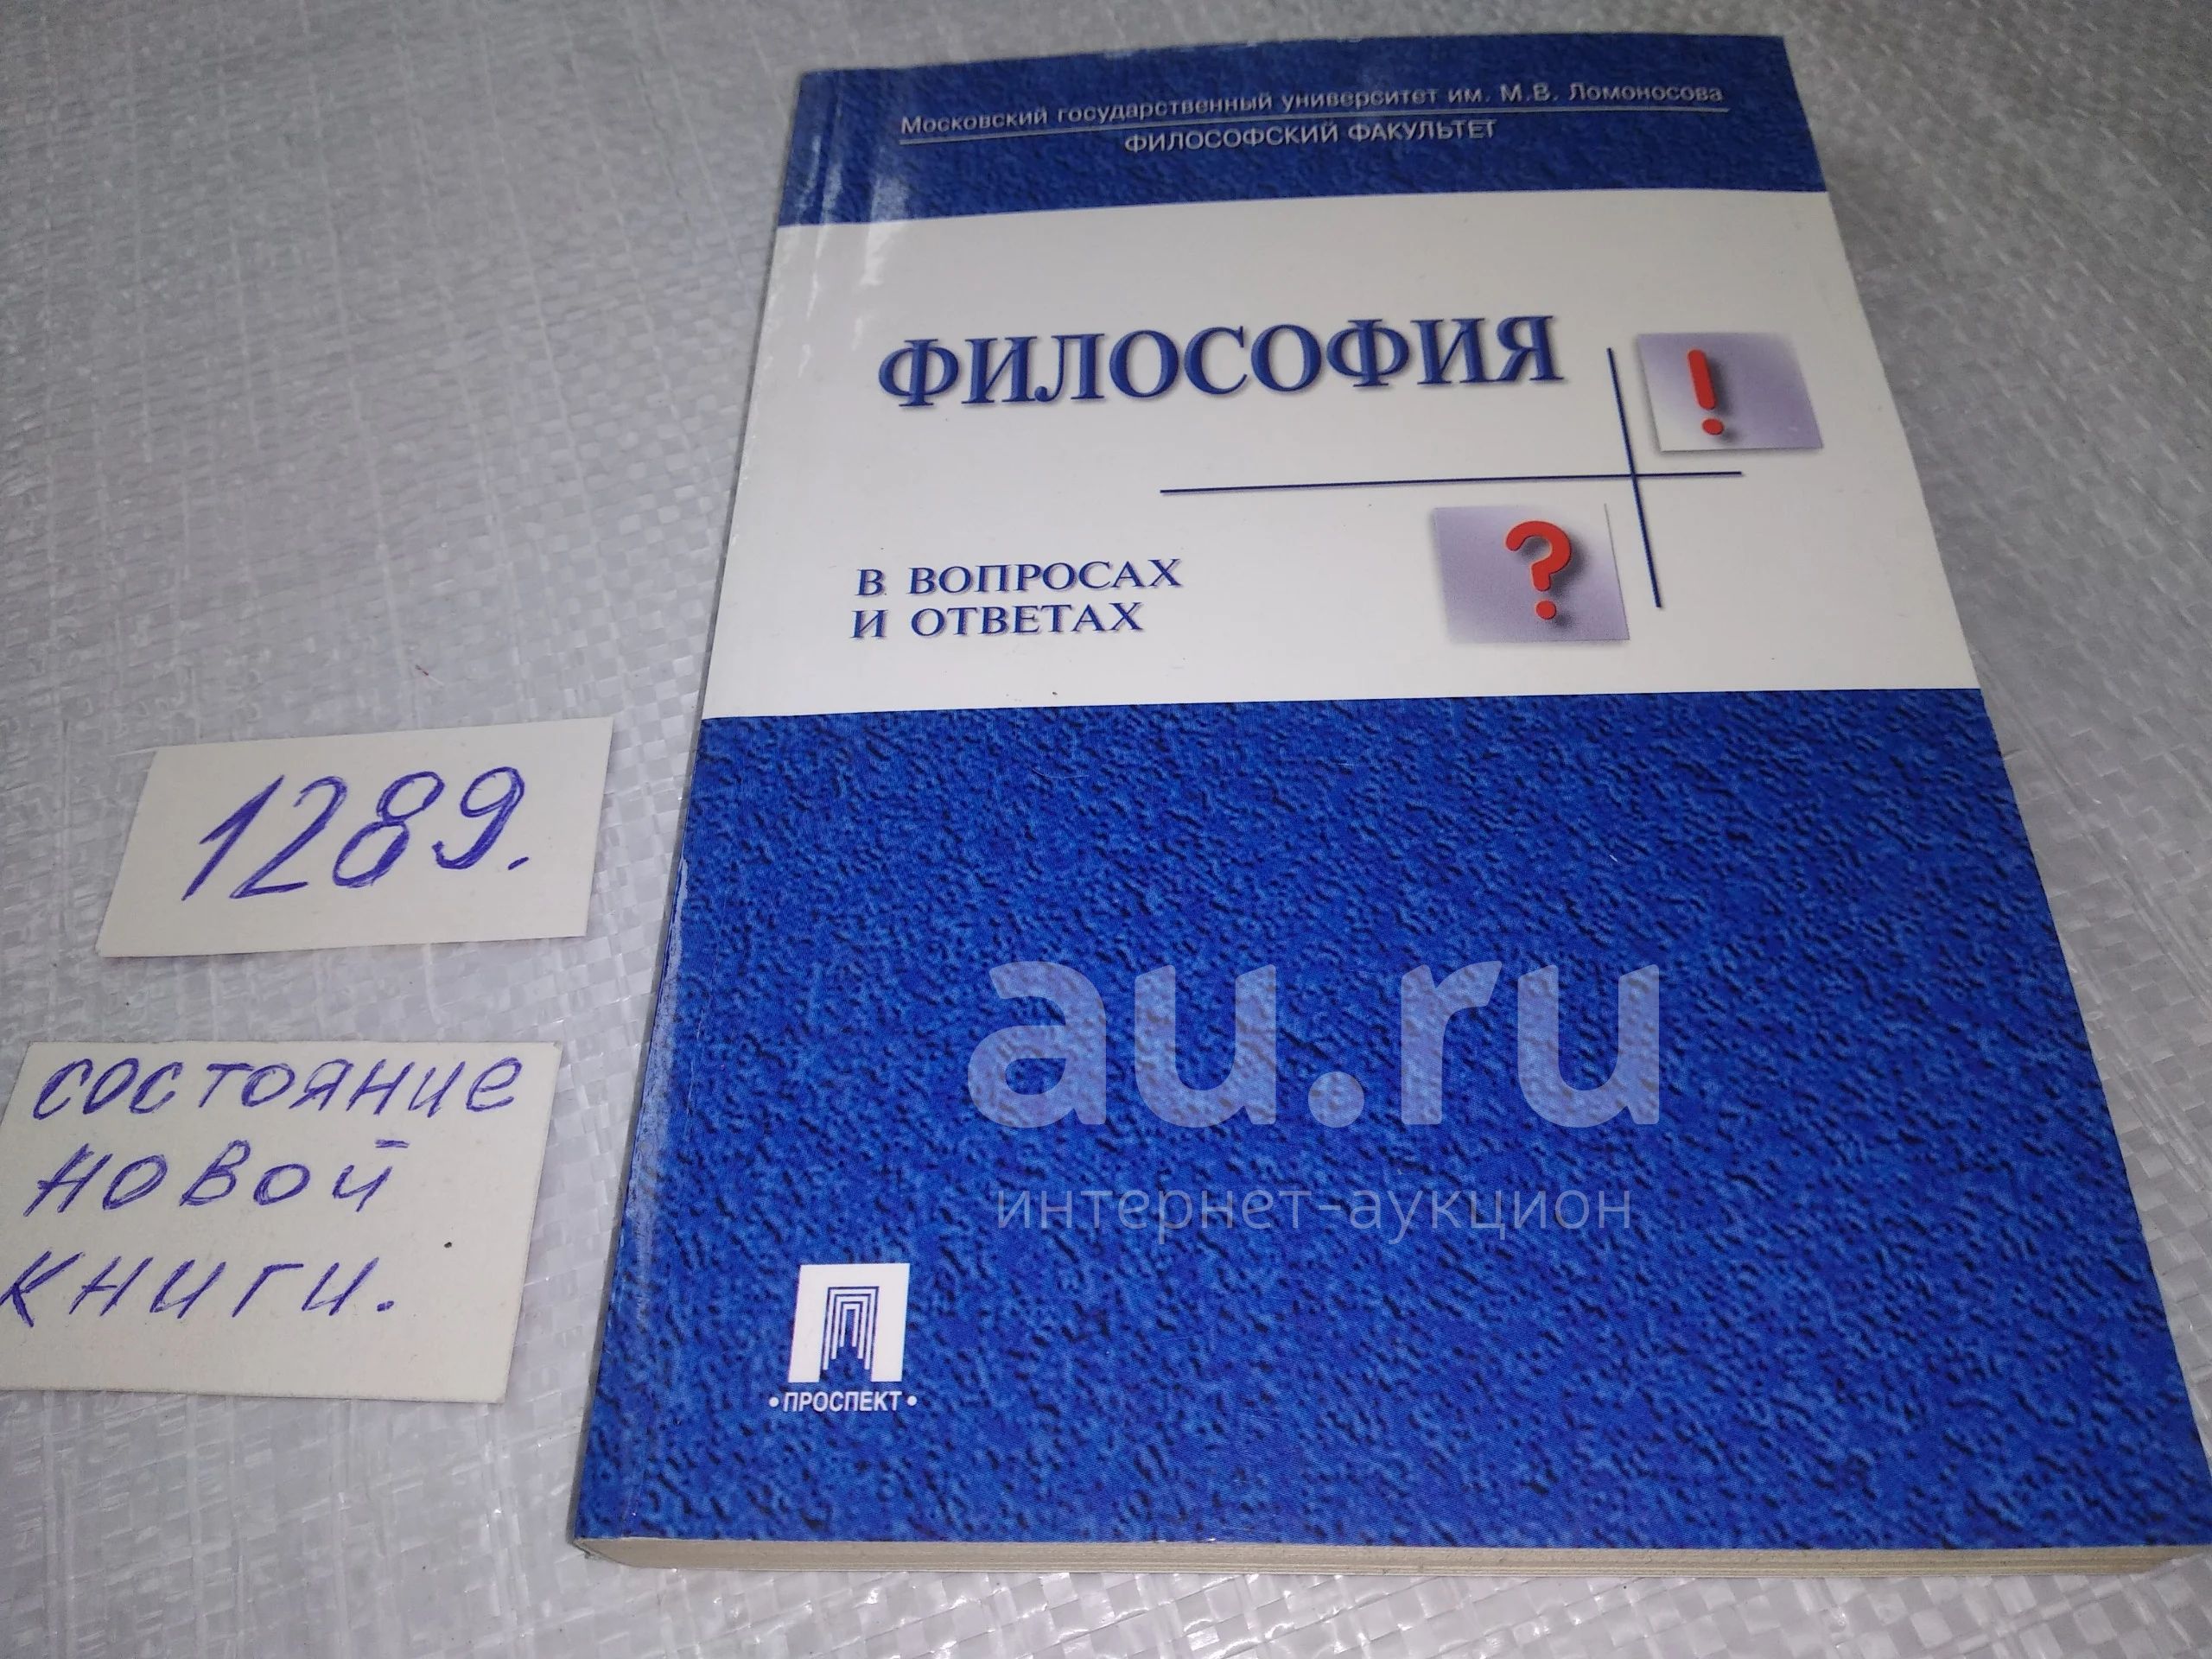 Московский государственный университет им. М.В. Ломоносова
ФИЛОСОФСКИЙ ФАКУЛЬТЕТ
ФИЛОСОФИЯ
!
?
В ВОПРОСАХ
И ОТВЕТАХ
1289.
состояние
новой
книги.
au.ru
интернет-аукцион
•ПРОСПЕКТ•